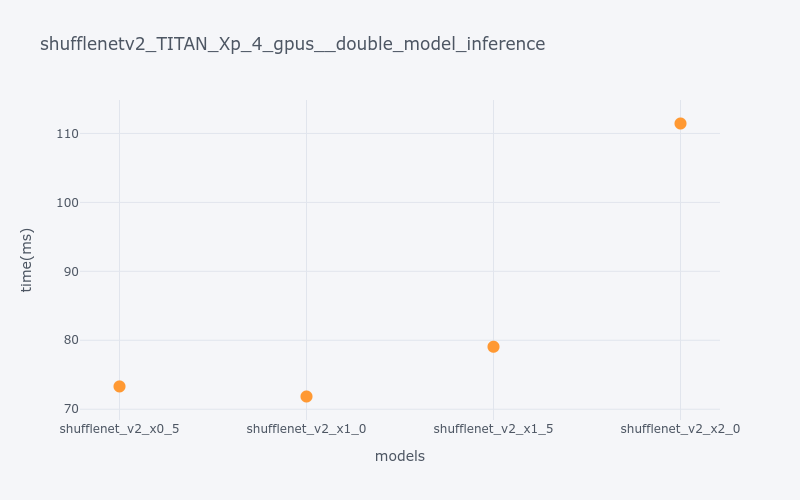 shufflenetv2_TITAN_Xp_4_gpus__double_model_inference
110
100
90
80
70
time(ms)
shufflenet_v2_x0_5
shufflenet_v2_x1_0
shufflenet_v2_x1_5
shufflenet_v2_x2_0
models